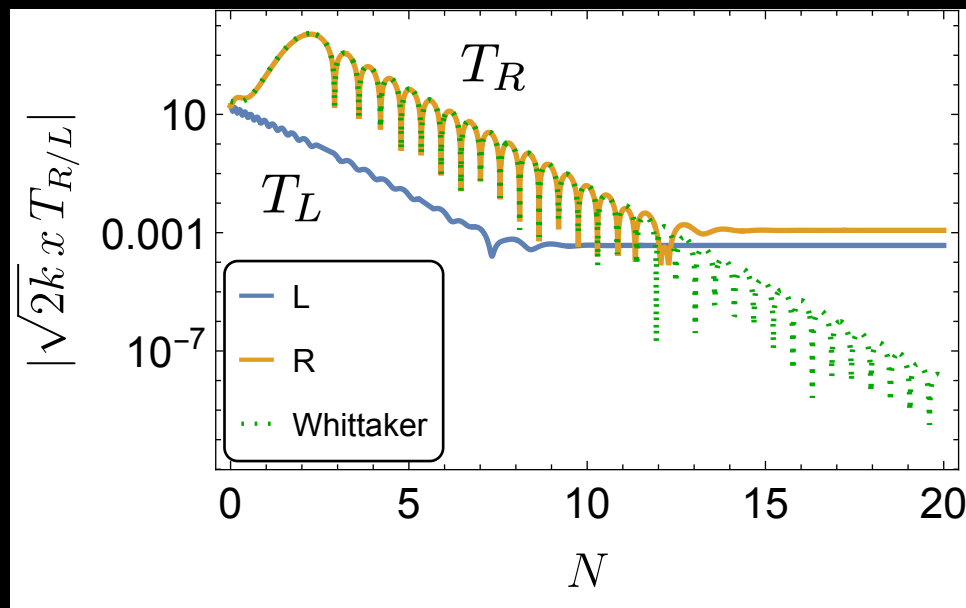 |√2k x T_{R/L}|
10
0.001
10⁻⁷
T_R
T_L
L
R
Whittaker
0 5 10 15 20
N